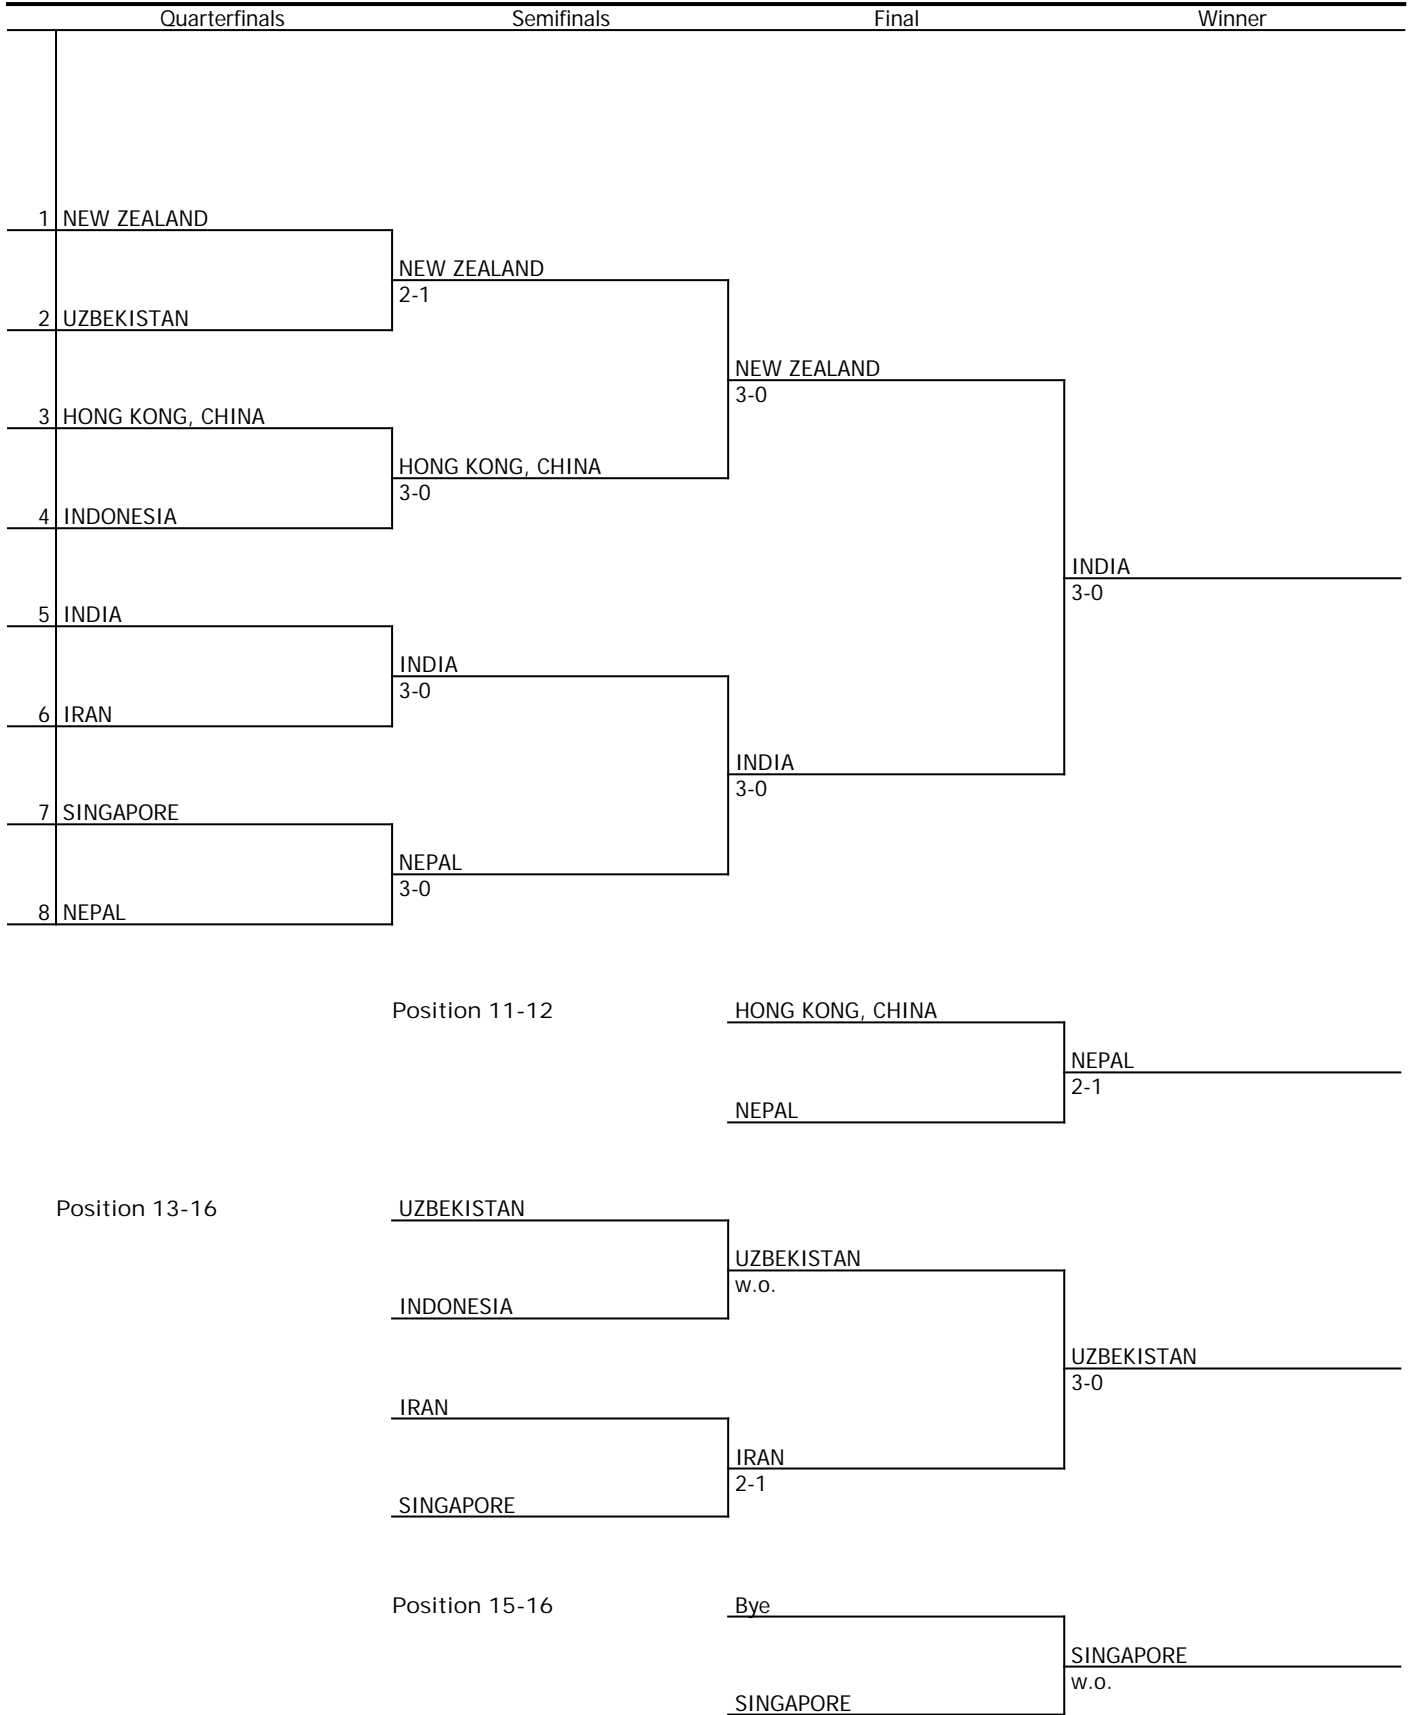 Quarterfinals Semifinals Final Winner
1 NEW ZEALAND
NEW ZEALAND
2-1
2 UZBEKISTAN
NEW ZEALAND
3-0
3 HONG KONG, CHINA
HONG KONG, CHINA
3-0
4 INDONESIA
INDIA
3-0
5 INDIA
INDIA
3-0
6 IRAN
INDIA
3-0
7 SINGAPORE
NEPAL
3-0
8 NEPAL
Position 11-12 HONG KONG, CHINA
NEPAL
2-1
NEPAL
Position 13-16 UZBEKISTAN
UZBEKISTAN
w.o.
INDONESIA
UZBEKISTAN
3-0
IRAN
IRAN
2-1
SINGAPORE
Position 15-16 Bye
SINGAPORE
w.o.
SINGAPORE